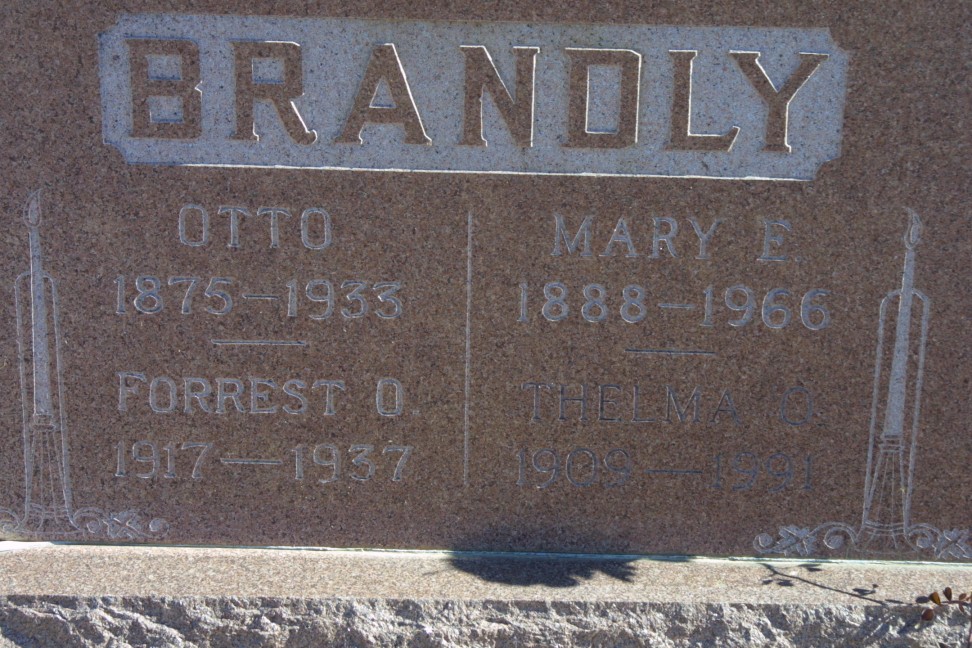 BRANDLY
OTTO
1875—1933
FORREST O.
1917—1937
MARY E.
1888—1966
THELMA O.
1909—1991